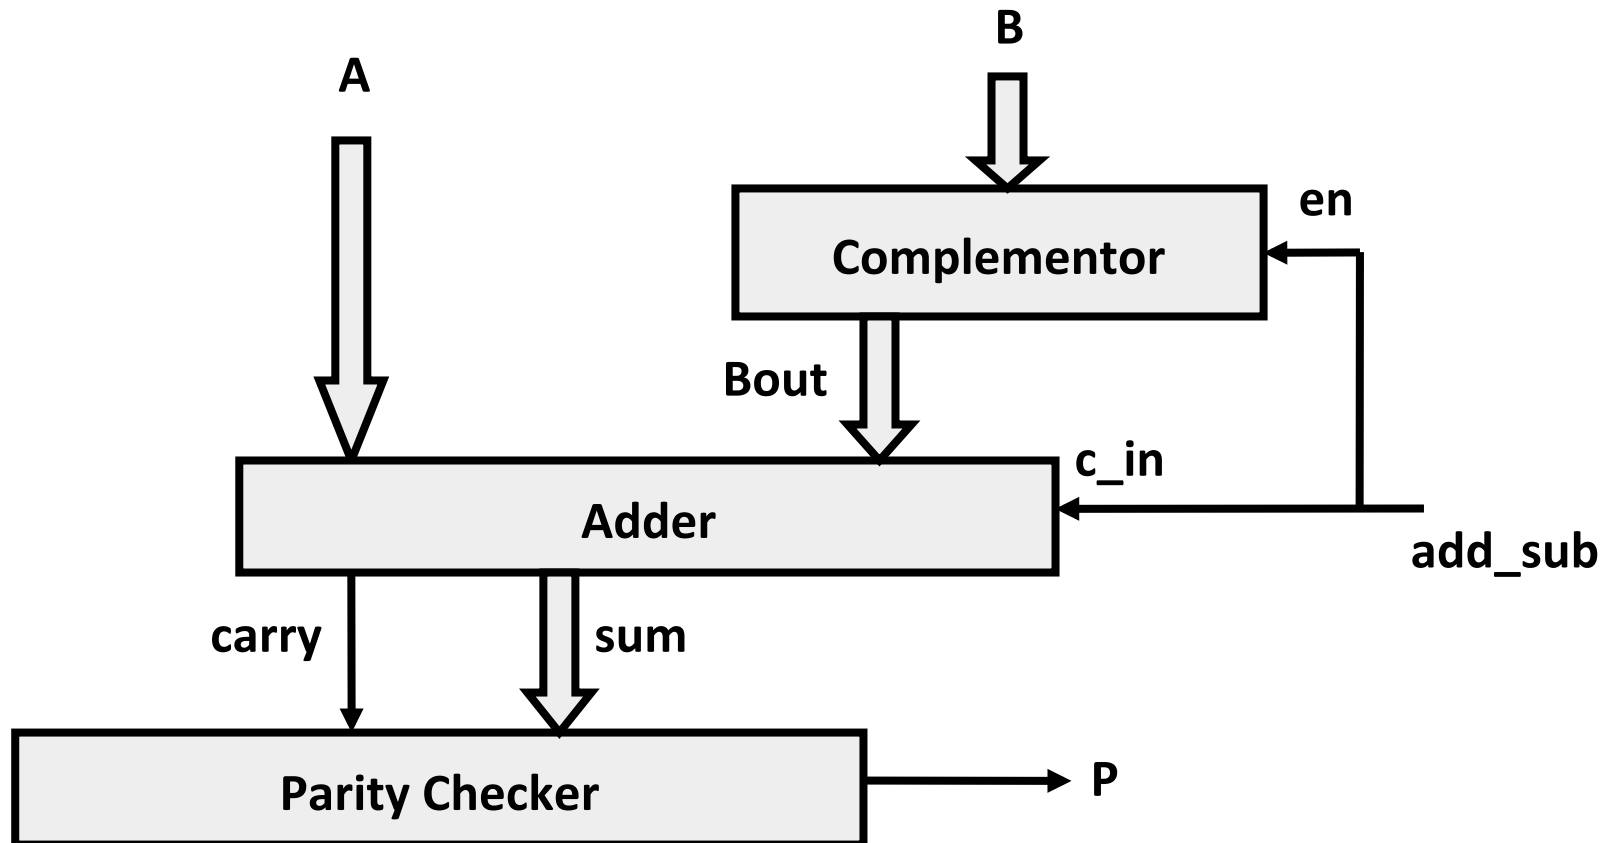 B
A
en
Complementor
Bout
c_in
Adder
add_sub
carry
sum
Parity Checker
P